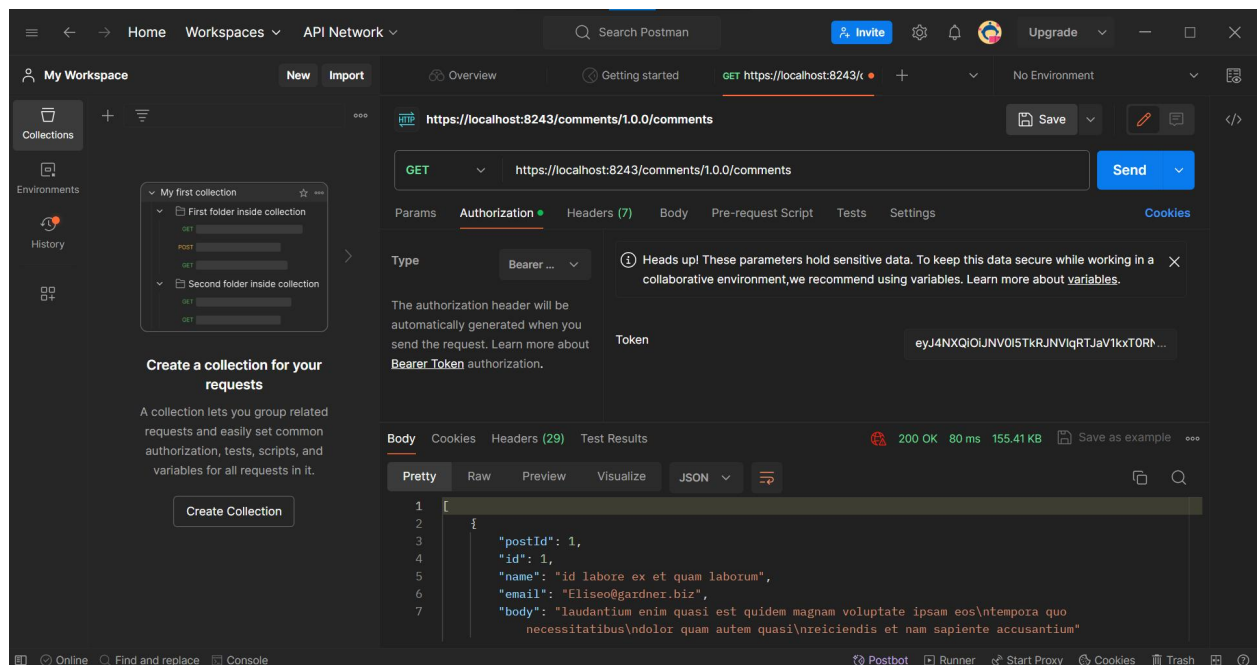 Home Workspaces API Network Search Postman Invite Upgrade
My Workspace New Import Overview Getting started GET https://localhost:8243/c No Environment
Collections
HTTP https://localhost:8243/comments/1.0.0/comments Save
Environments
GET https://localhost:8243/comments/1.0.0/comments Send
History
My first collection
First folder inside collection
GET
POST
GET
Second folder inside collection
GET
GET
Create a collection for your
requests
A collection lets you group related
requests and easily set common
authorization, tests, scripts, and
variables for all requests in it.
Create Collection
Params Authorization Headers (7) Body Pre-request Script Tests Settings Cookies
Type Bearer ...
The authorization header will be
automatically generated when you
send the request. Learn more about
Bearer Token authorization.
Heads up! These parameters hold sensitive data. To keep this data secure while working in a
collaborative environment,we recommend using variables. Learn more about variables.
Token
Body Cookies Headers (29) Test Results 200 OK 80 ms 155.41 KB Save as example
Pretty Raw Preview Visualize JSON
1 [
2 {
3 "postId": 1,
4 "id": 1,
5 "name": "id labore ex et quam laborum",
6 "email": "Eliseo@gardner.biz",
7 "body": "laudantium enim quasi est quidem magnam voluptate ipsam eos\ntempora quo
necessitatibus\ndolor quam autem quasi\nreiciendis et nam sapiente accusantium"
Online Find and replace Console Postbot Runner Start Proxy Cookies Trash